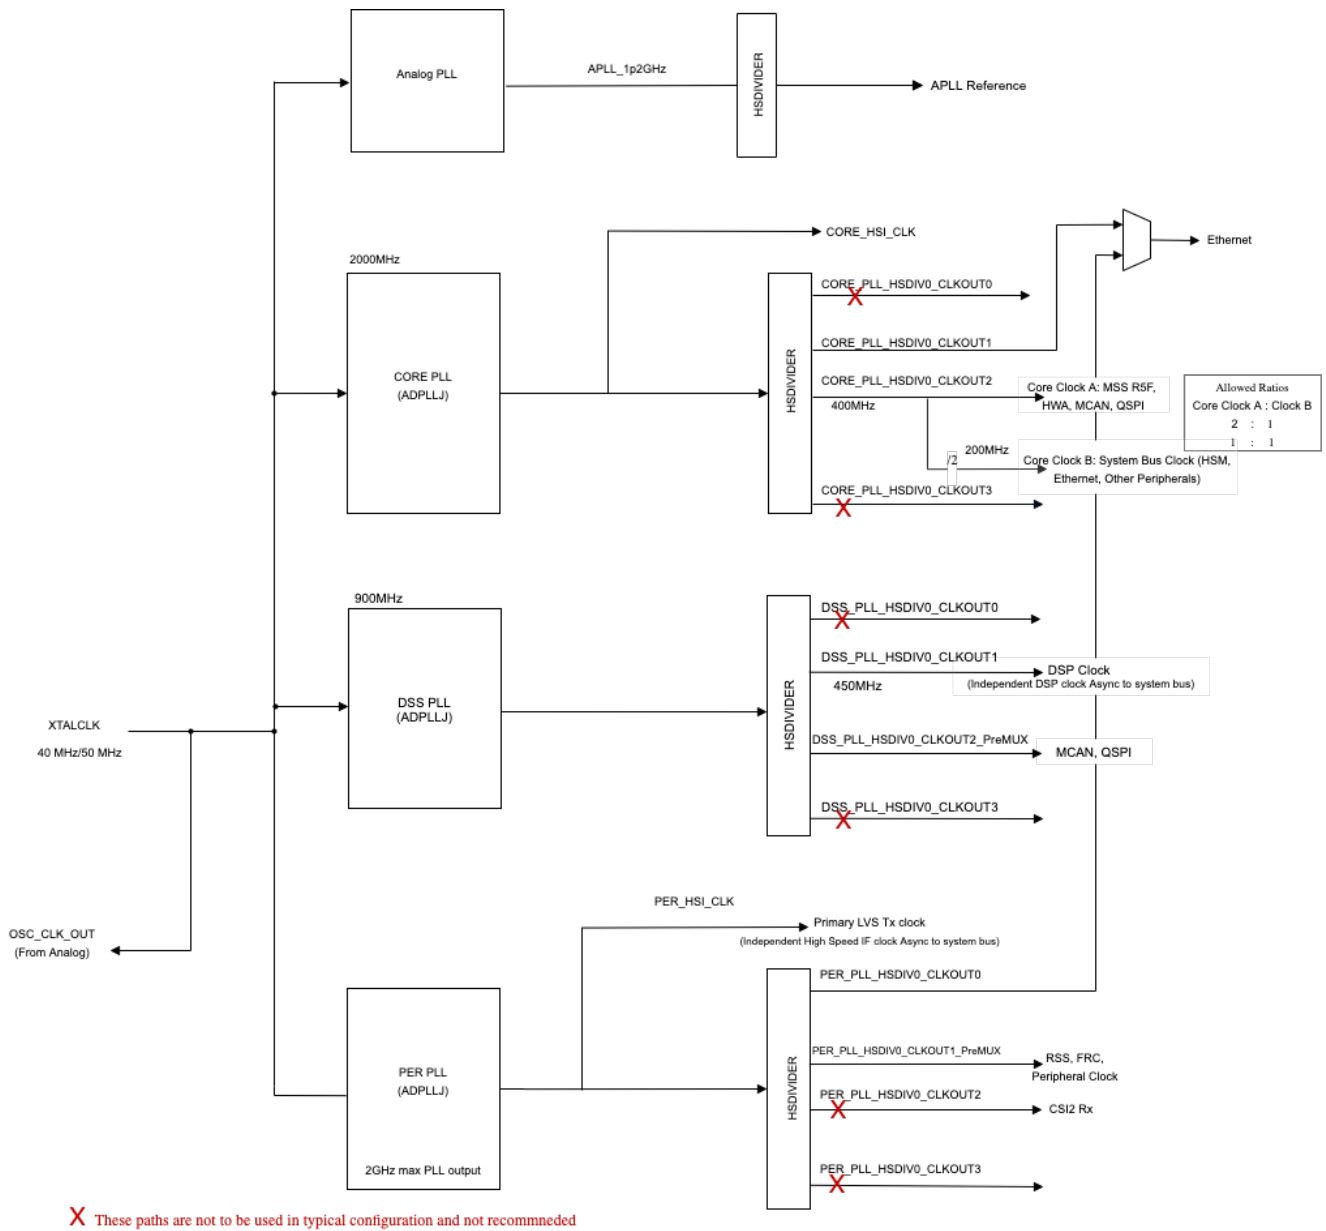 Analog PLL
APLL_1p2GHz
HSDIVIDER
APLL Reference
CORE_HSI_CLK
Ethernet
2000MHz
CORE PLL
(ADPLLJ)
HSDIVIDER
CORE_PLL_HSDIV0_CLKOUT0
X
CORE_PLL_HSDIV0_CLKOUT1
CORE_PLL_HSDIV0_CLKOUT2
400MHz
Core Clock A: MSS R5F,
HWA, MCAN, QSPI
Allowed Ratios
Core Clock A : Clock B
2 : 1
1 : 1
/2
200MHz
Core Clock B: System Bus Clock (HSM,
Ethernet, Other Peripherals)
CORE_PLL_HSDIV0_CLKOUT3
X
900MHz
DSS PLL
(ADPLLJ)
HSDIVIDER
DSS_PLL_HSDIV0_CLKOUT0
X
DSS_PLL_HSDIV0_CLKOUT1
450MHz
DSP Clock
(Independent DSP clock Async to system bus)
DSS_PLL_HSDIV0_CLKOUT2_PreMUX
MCAN, QSPI
DSS_PLL_HSDIV0_CLKOUT3
X
XTALCLK
40 MHz/50 MHz
OSC_CLK_OUT
(From Analog)
PER_HSI_CLK
Primary LVS Tx clock
(Independent High Speed IF clock Async to system bus)
PER PLL
(ADPLLJ)
2GHz max PLL output
HSDIVIDER
PER_PLL_HSDIV0_CLKOUT0
PER_PLL_HSDIV0_CLKOUT1_PreMUX
RSS, FRC,
Peripheral Clock
PER_PLL_HSDIV0_CLKOUT2
X
CSI2 Rx
PER_PLL_HSDIV0_CLKOUT3
X
X These paths are not to be used in typical configuration and not recommneded